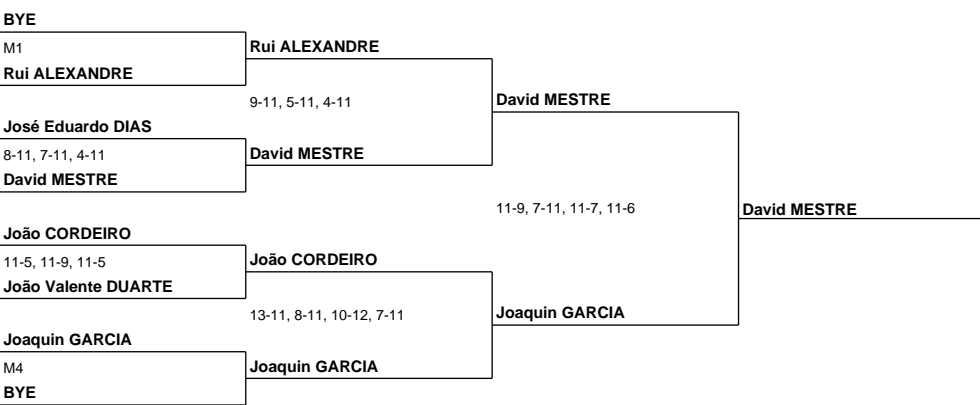 BYE
M1
Rui ALEXANDRE
José Eduardo DIAS
8-11, 7-11, 4-11
David MESTRE
João CORDEIRO
11-5, 11-9, 11-5
João Valente DUARTE
Joaquin GARCIA
M4
BYE
Rui ALEXANDRE
9-11, 5-11, 4-11
David MESTRE
João CORDEIRO
13-11, 8-11, 10-12, 7-11
Joaquin GARCIA
David MESTRE
11-9, 7-11, 11-7, 11-6
Joaquin GARCIA
David MESTRE